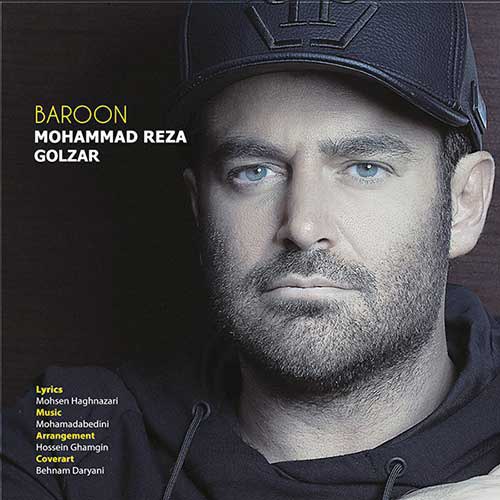 BAROON
MOHAMMAD REZA
GOLZAR
Lyrics
Mohsen Haghnazari
Music
Mohamadabedini
Arrangement
Hossein Ghamgin
Coverart
Behnam Daryani